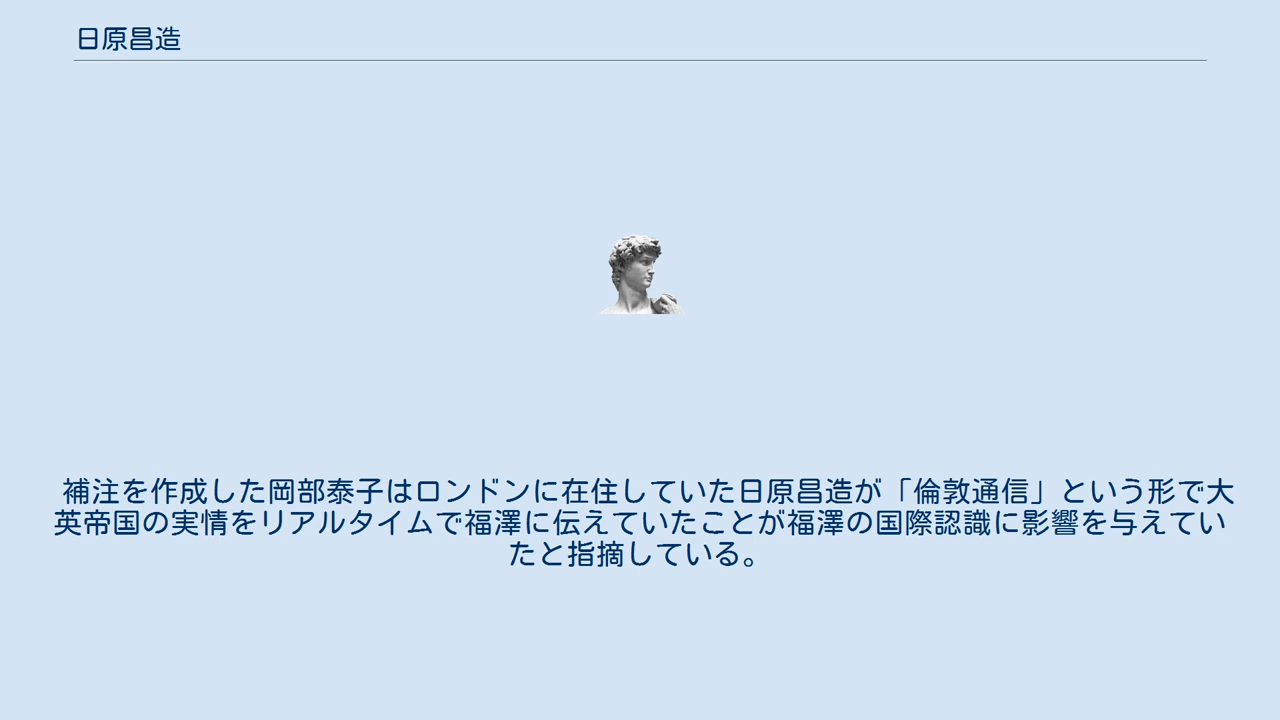 日原昌造
補注を作成した岡部泰子はロンドンに在住していた日原昌造が「倫敦通信」という形で大
英帝国の実情をリアルタイムで福澤に伝えていたことが福澤の国際認識に影響を与えてい
たと指摘している。